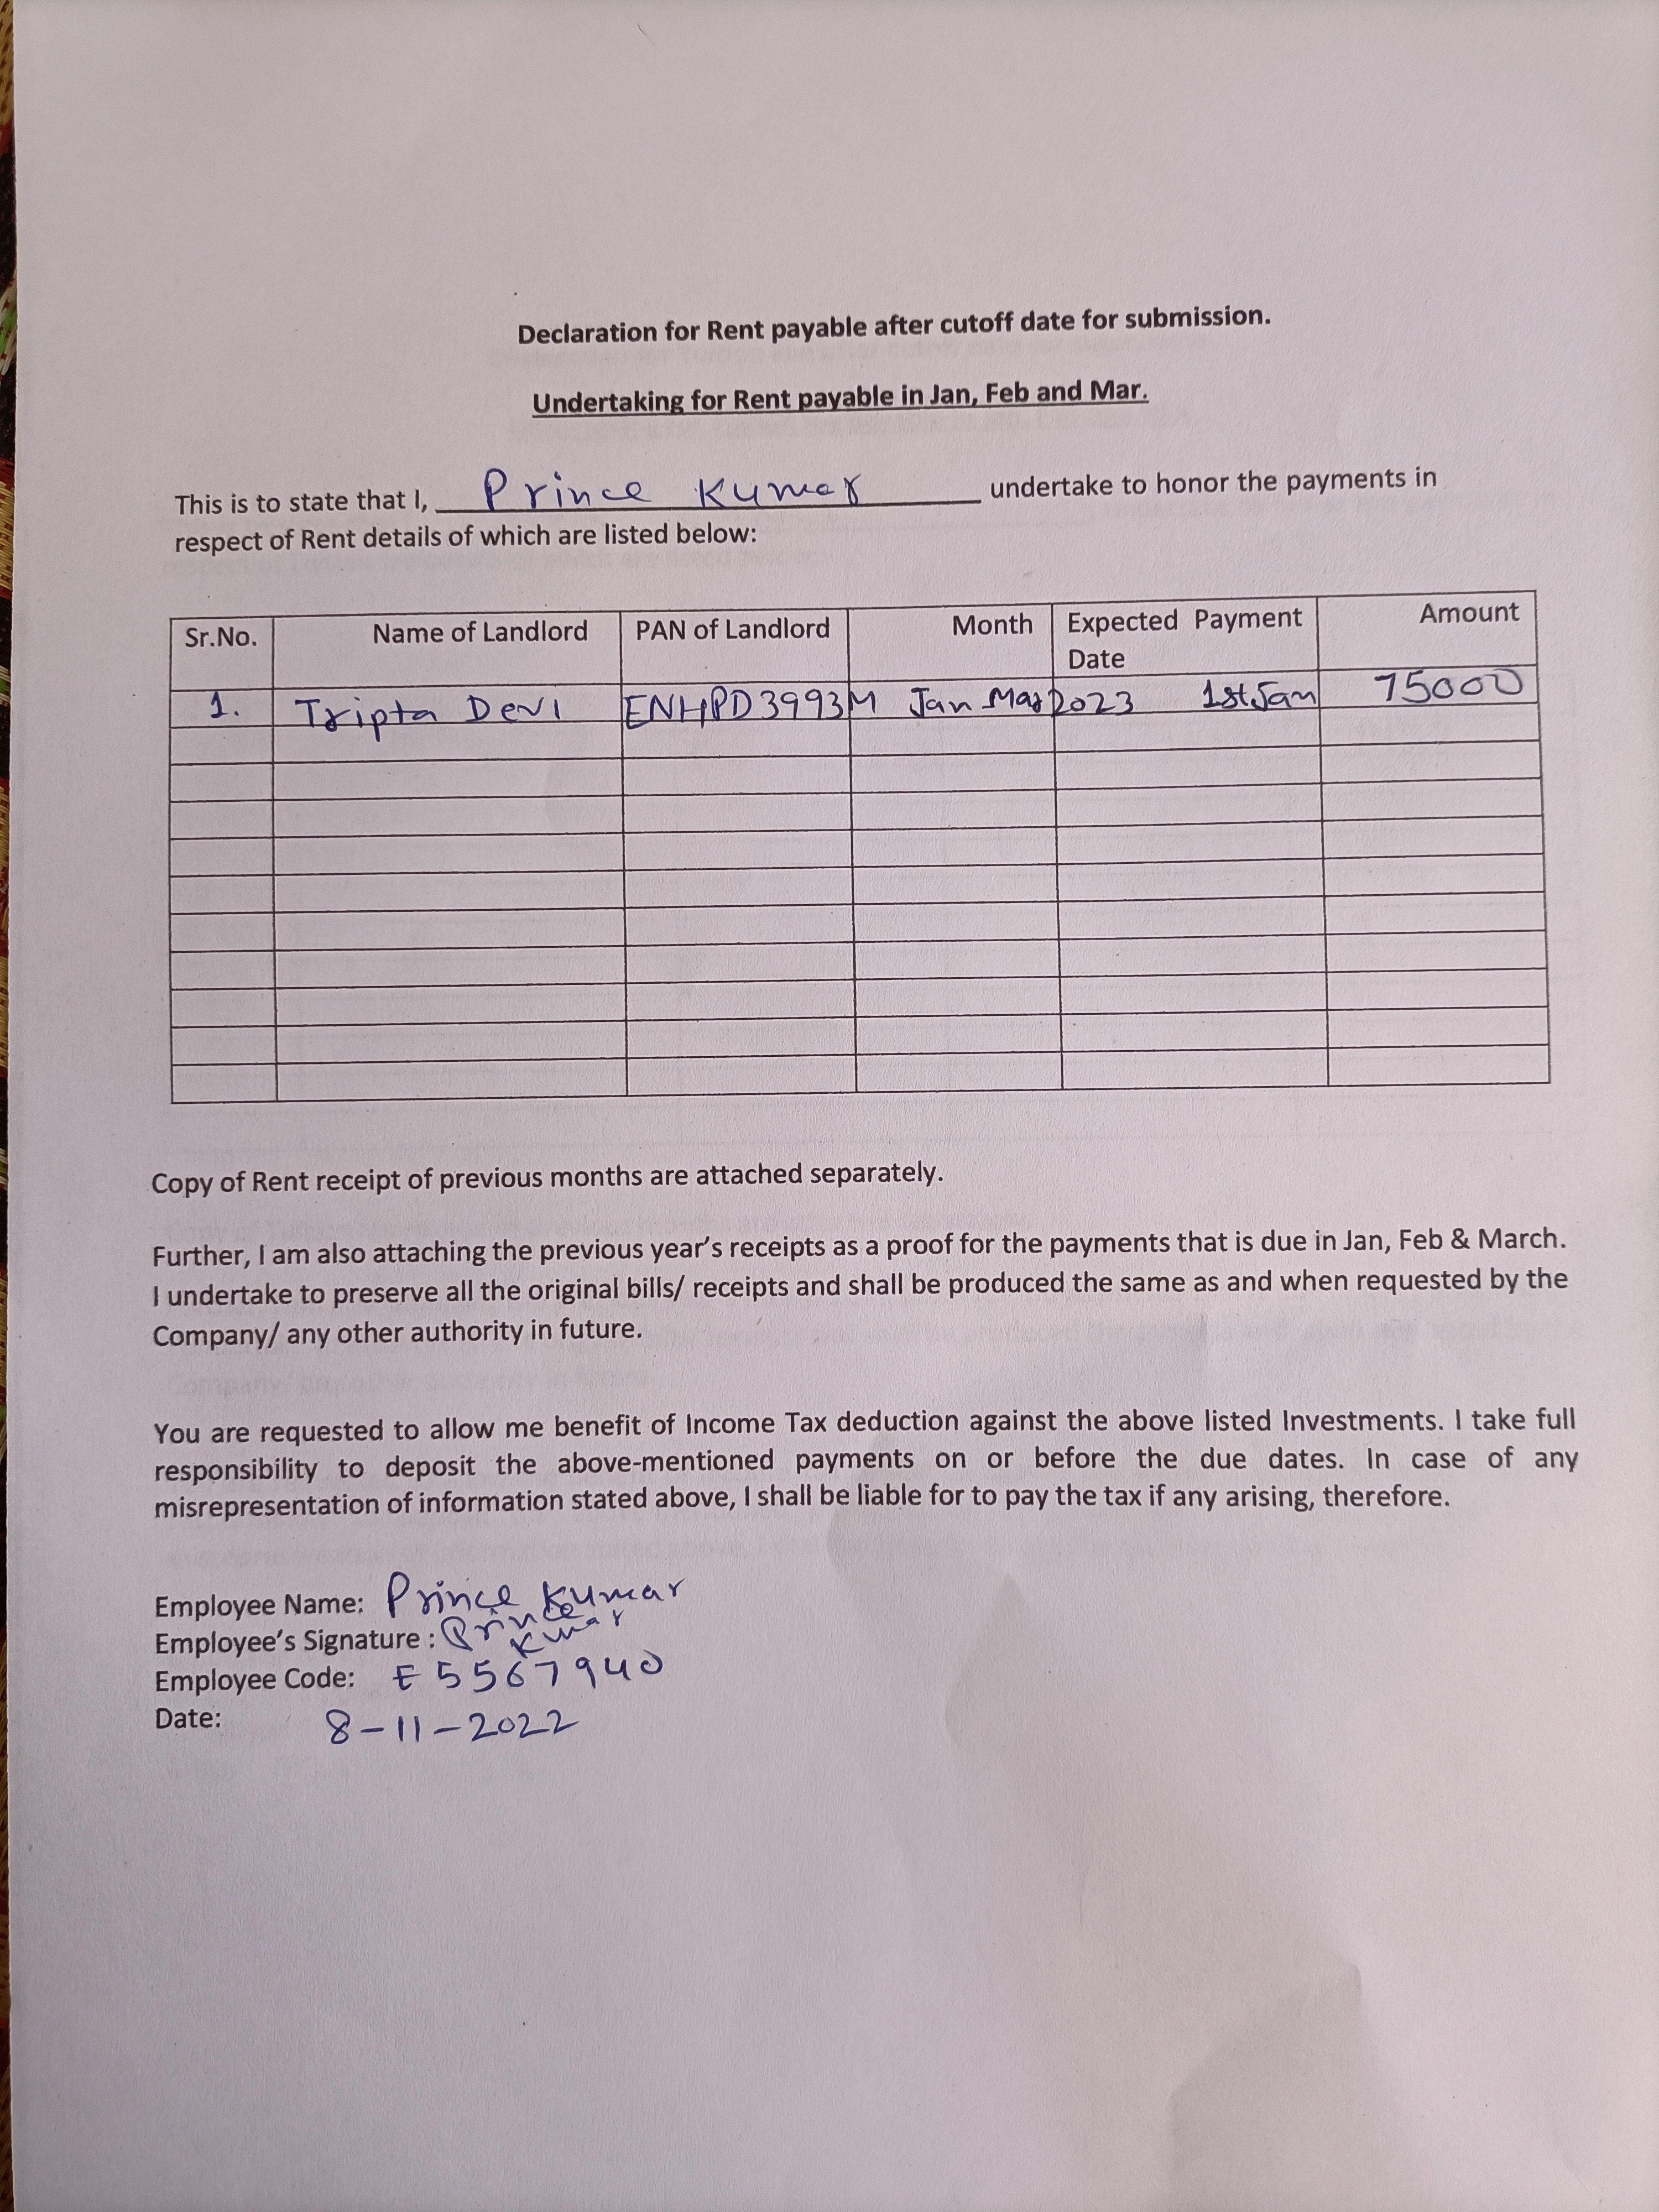 Declaration for Rent payable after cutoff date for submission.
Undertaking for Rent payable in Jan, Feb and Mar.
This is to state that I, Prince Kumar undertake to honor the payments in
respect of Rent details of which are listed below:
Sr.No. Name of Landlord PAN of Landlord Month Expected Payment Date Amount
1. Tripta Devi ENHPD3993M Jan Mar 2023 1st Jan 75000
Copy of Rent receipt of previous months are attached separately.
Further, I am also attaching the previous year's receipts as a proof for the payments that is due in Jan, Feb & March.
I undertake to preserve all the original bills/ receipts and shall be produced the same as and when requested by the
Company/ any other authority in future.
You are requested to allow me benefit of Income Tax deduction against the above listed Investments. I take full
responsibility to deposit the above-mentioned payments on or before the due dates. In case of any
misrepresentation of information stated above, I shall be liable for to pay the tax if any arising, therefore.
Employee Name: Prince Kumar
Employee's Signature : Prince Kumar
Employee Code: E5567940
Date: 8-11-2022